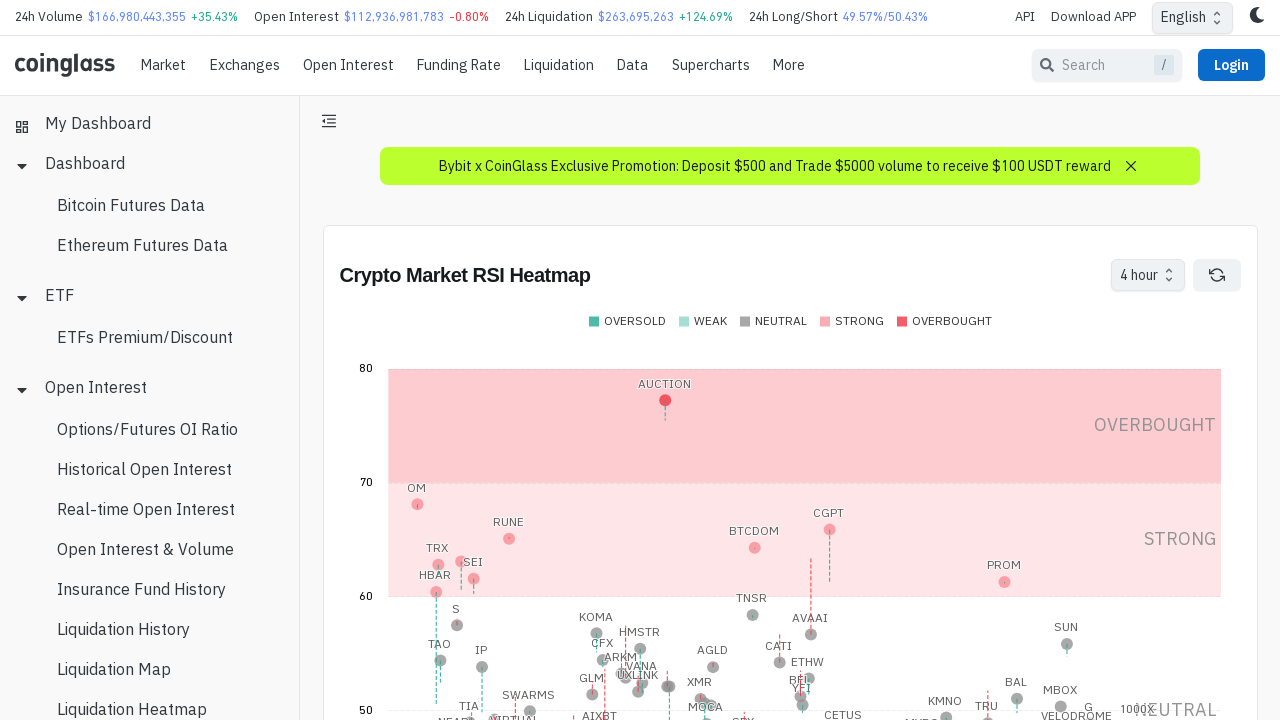 24h Volume $166,980,443,355 +35.43% Open Interest $112,936,981,783 -0.80% 24h Liquidation $263,695,263 +124.69% 24h Long/Short 49.57%/50.43% API Download APP English
coinglass Market Exchanges Open Interest Funding Rate Liquidation Data Supercharts More Search / Login
My Dashboard
Dashboard
Bitcoin Futures Data
Ethereum Futures Data
ETF
ETFs Premium/Discount
Open Interest
Options/Futures OI Ratio
Historical Open Interest
Real-time Open Interest
Open Interest & Volume
Insurance Fund History
Liquidation History
Liquidation Map
Liquidation Heatmap
Bybit x CoinGlass Exclusive Promotion: Deposit $500 and Trade $5000 volume to receive $100 USDT reward
Crypto Market RSI Heatmap 4 hour
OVERSOLD WEAK NEUTRAL STRONG OVERBOUGHT
80
AUCTION
OVERBOUGHT
70
OM
CGPT
RUNE
BTCDOM
STRONG
TRX
SEI
PROM
HBAR
60
TNSR
S
KOMA
AVAAI
SUN
HMSTR
TAO
CFX
CATI
IP
AGLD
ARKM
ETHW
VANA
UXLINK
GLM
XMR
BAL
MBOX
SWARMS
KMNO
TIA
MOCA
TRU
G
1000X
50
NEUTRAL
AIXBT
CETUS
VELODROME